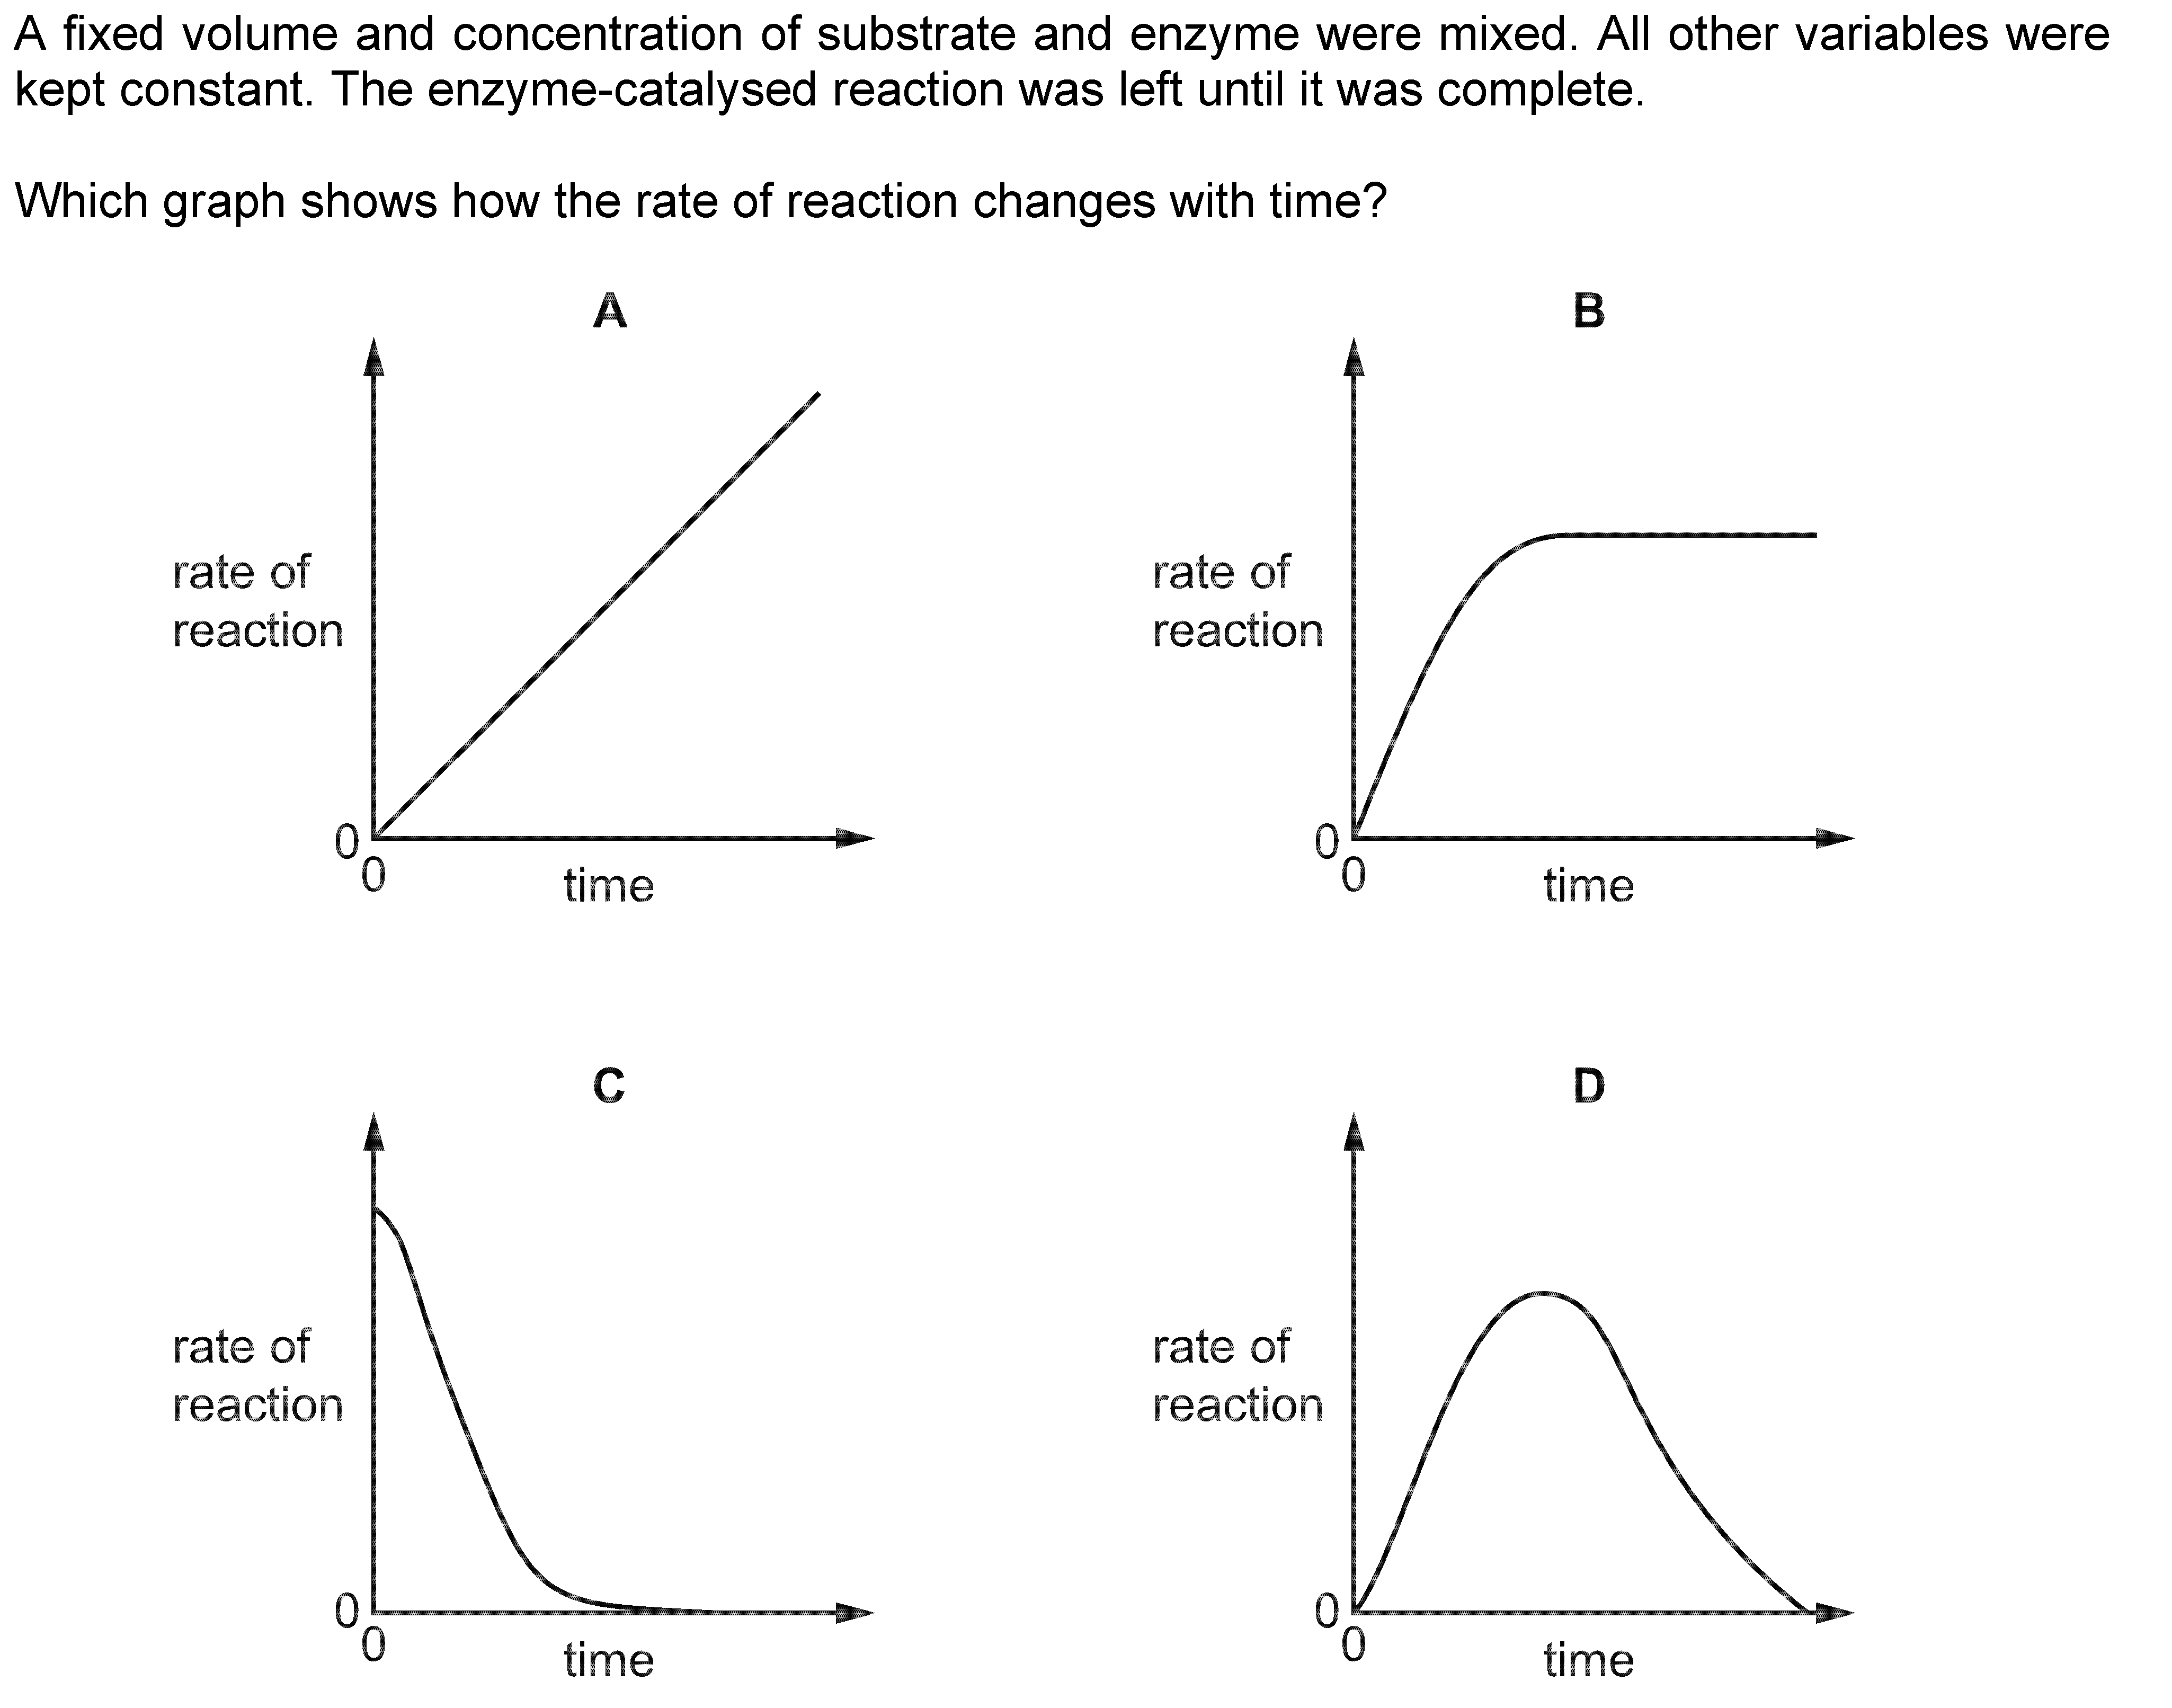 A fixed volume and concentration of substrate and enzyme were mixed. All other variables were
kept constant. The enzyme-catalysed reaction was left until it was complete.
Which graph shows how the rate of reaction changes with time?
A
rate of
reaction
0
0
time
B
rate of
reaction
0
0
time
C
rate of
reaction
0
0
time
D
rate of
reaction
0
0
time